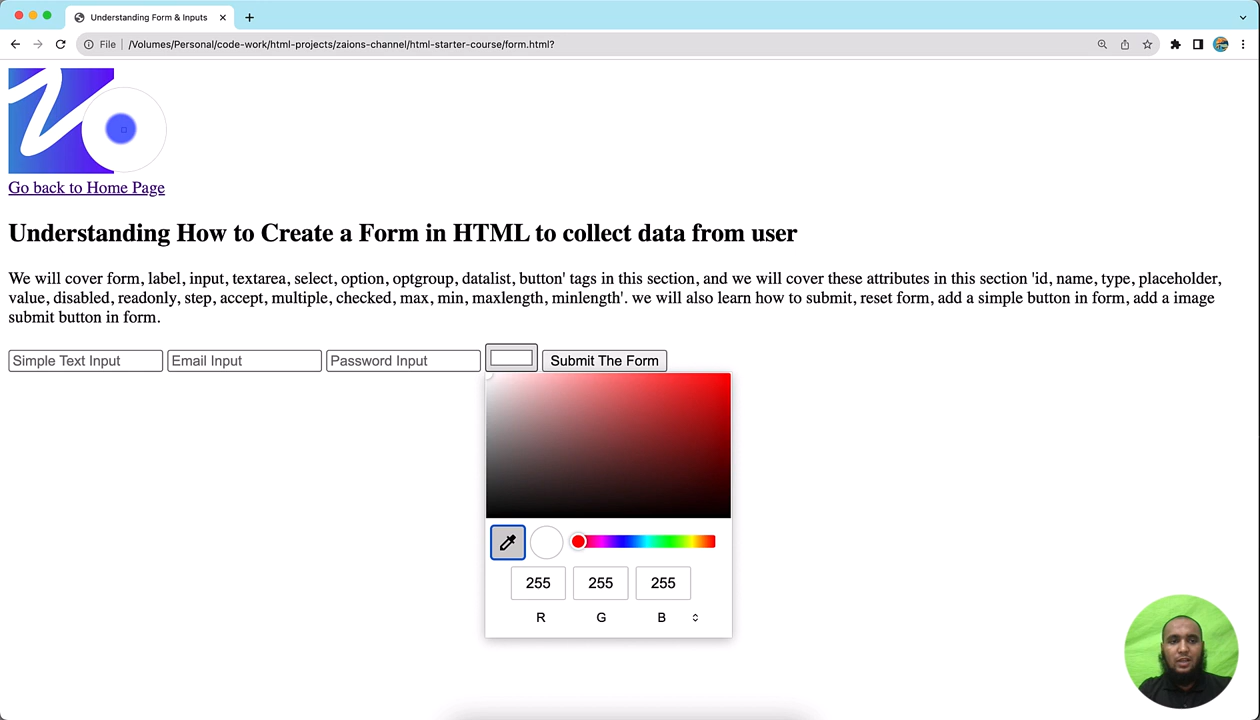 Understanding Form & Inputs
File
/Volumes/Personal/code-work/html-projects/zaions-channel/html-starter-course/form.html?
Go back to Home Page
Understanding How to Create a Form in HTML to collect data from user
We will cover form, label, input, textarea, select, option, optgroup, datalist, button' tags in this section, and we will cover these attributes in this section 'id, name, type, placeholder,
value, disabled, readonly, step, accept, multiple, checked, max, min, maxlength, minlength'. we will also learn how to submit, reset form, add a simple button in form, add a image
submit button in form.
Simple Text Input Email Input Password Input Submit The Form
255 255 255
R G B